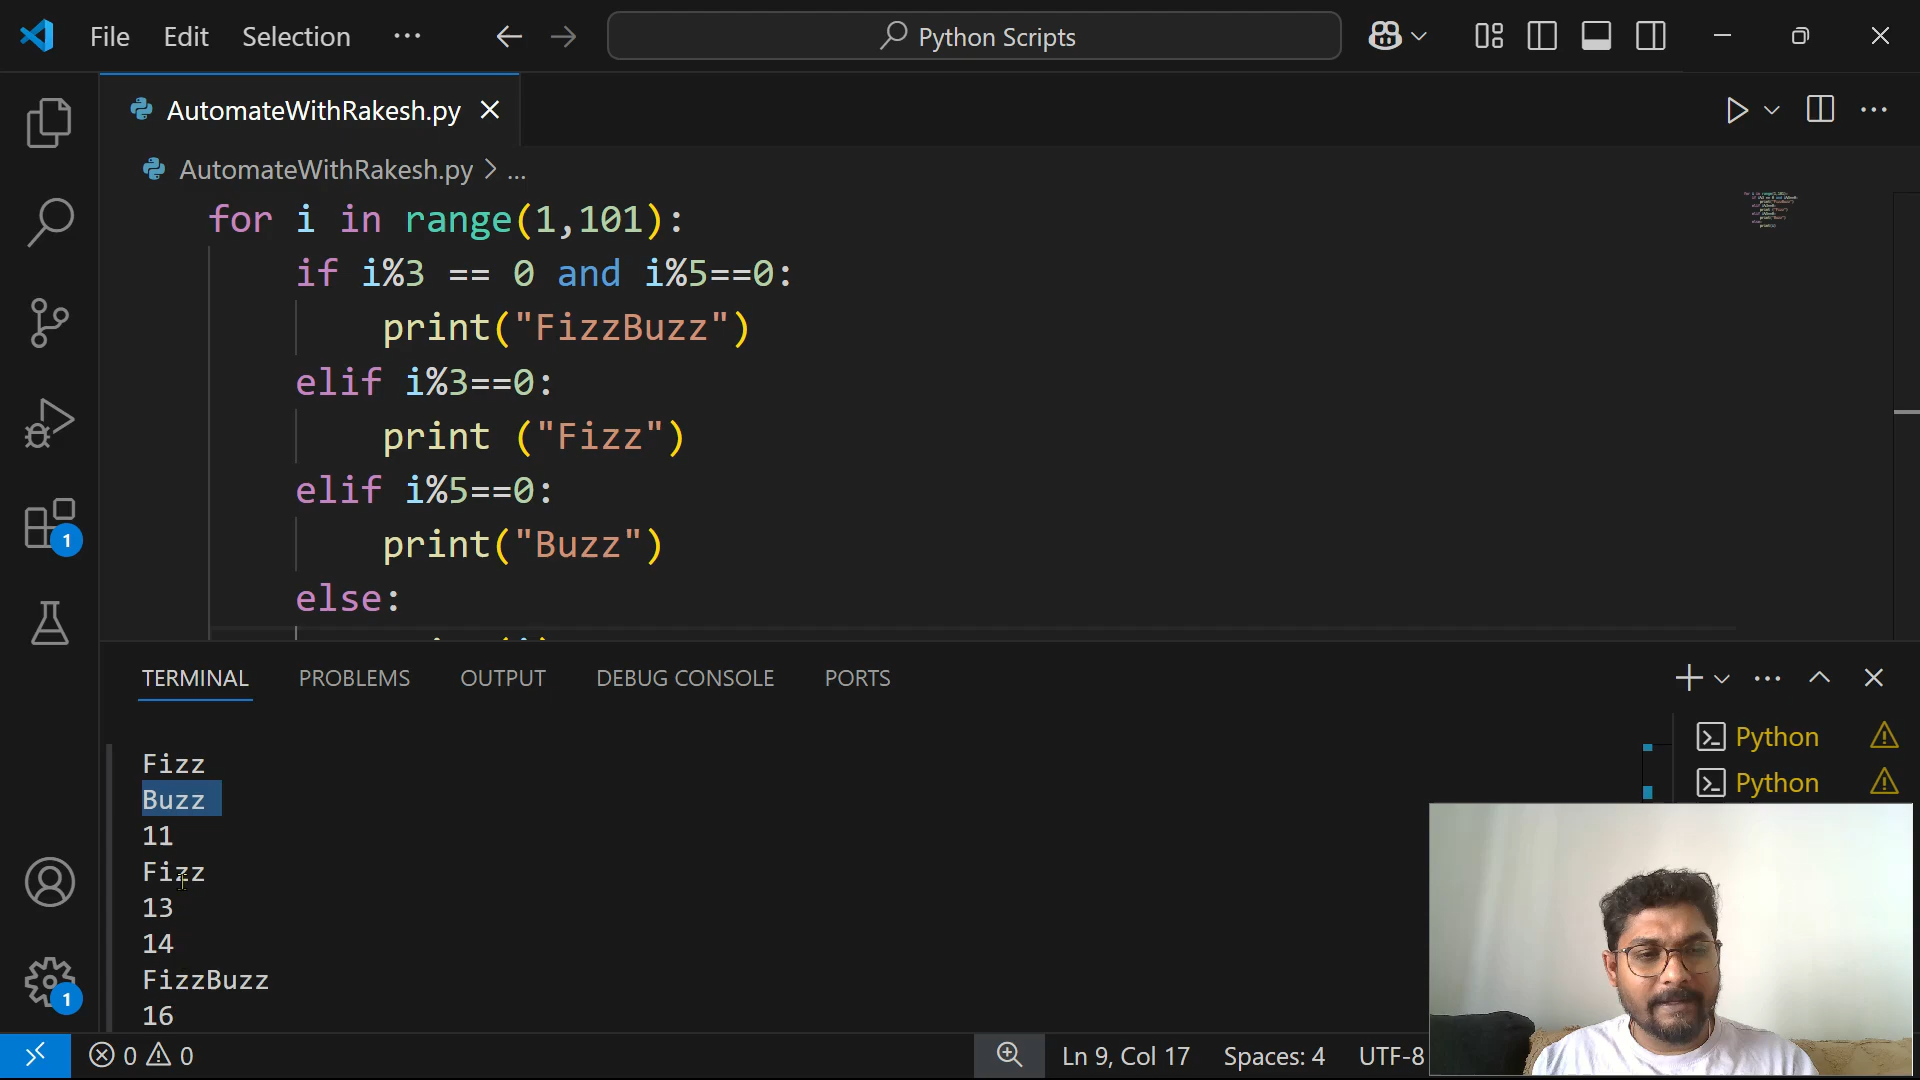 File Edit Selection ··· Python Scripts
AutomateWithRakesh.py
AutomateWithRakesh.py > ...
for i in range(1,101):
if i%3 == 0 and i%5==0:
print("FizzBuzz")
elif i%3==0:
print ("Fizz")
elif i%5==0:
print("Buzz")
else:
TERMINAL PROBLEMS OUTPUT DEBUG CONSOLE PORTS
Fizz
Buzz
11
Fizz
13
14
FizzBuzz
16
Python
Python
1
1
0 0
Ln 9, Col 17 Spaces: 4 UTF-8